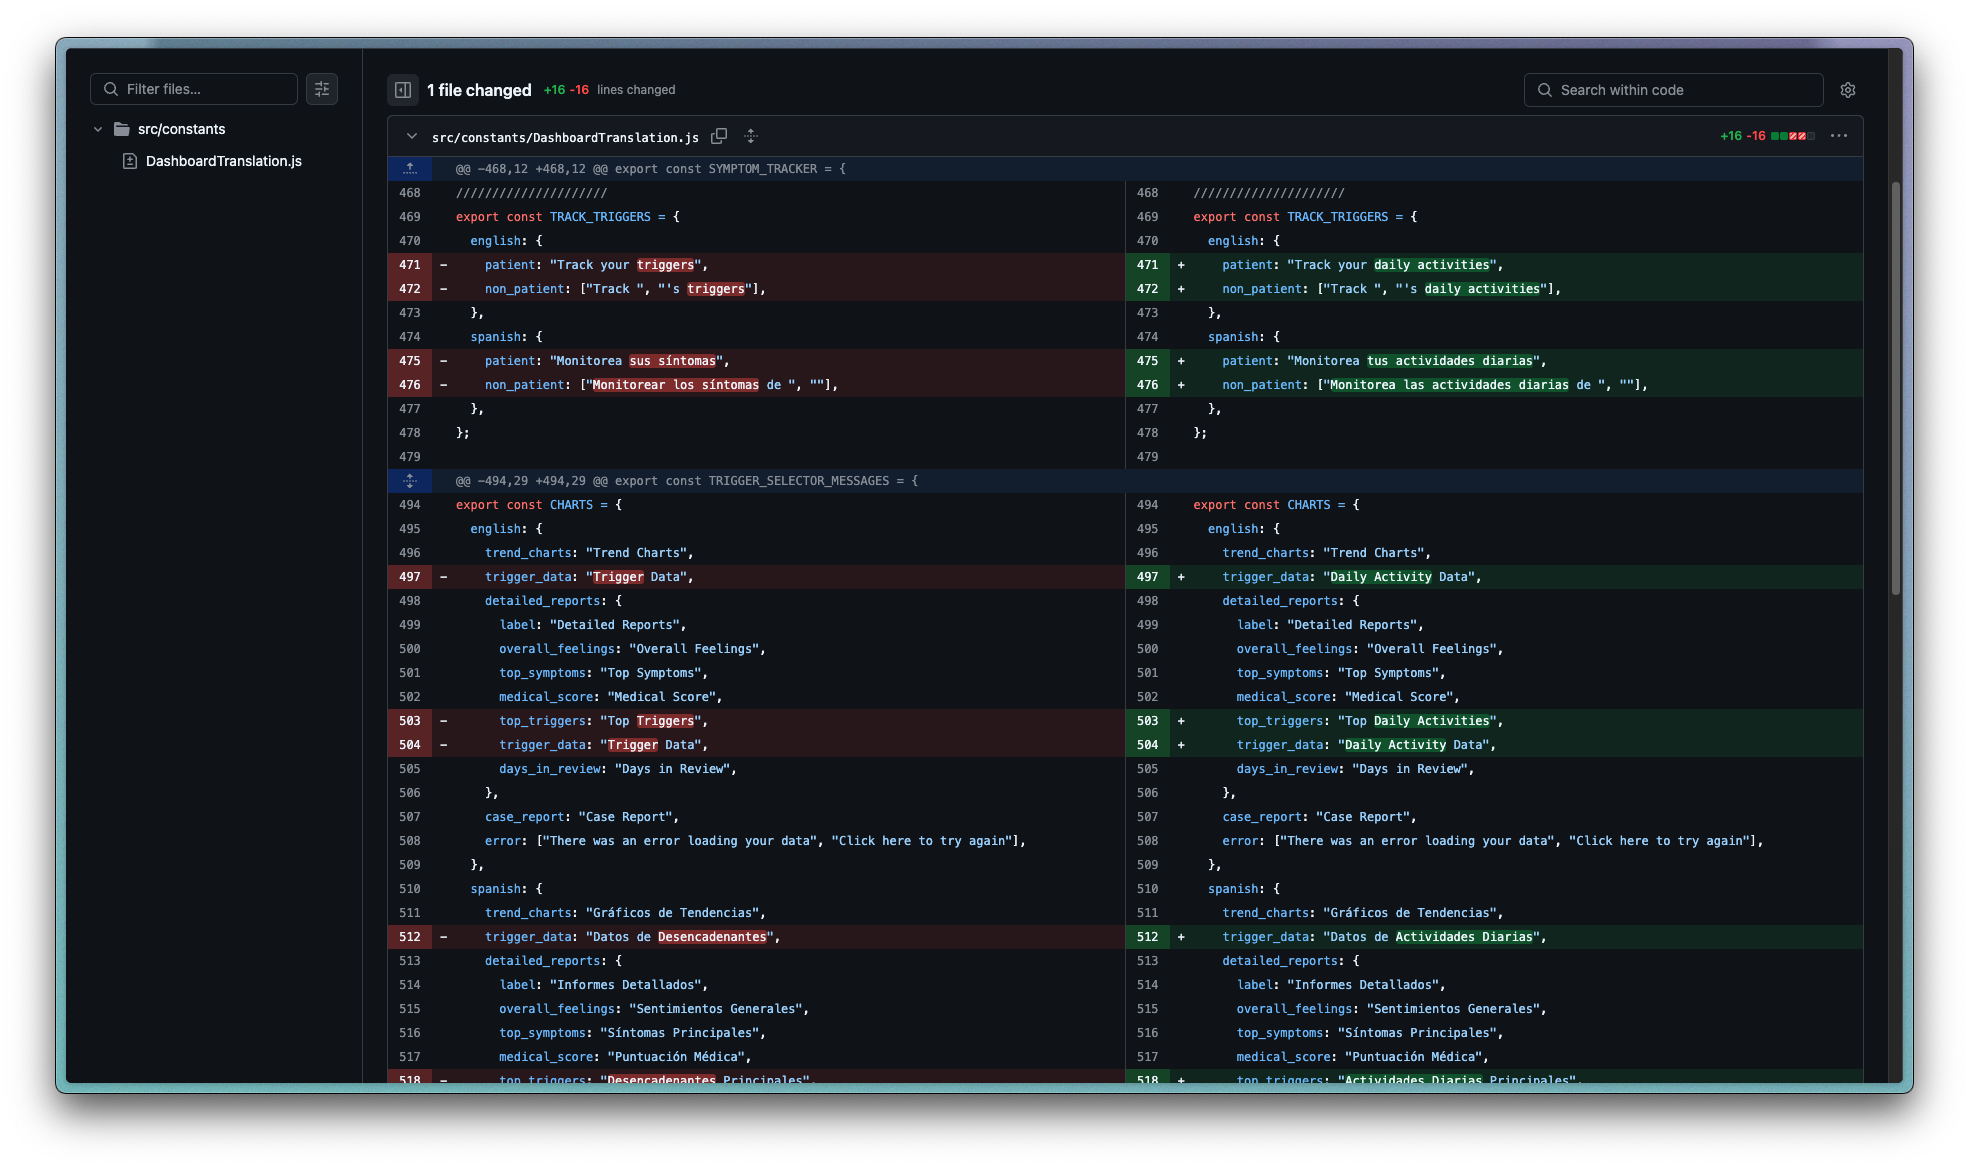 Filter files...
src/constants
DashboardTranslation.js
1 file changed +16 -16 lines changed
Search within code
src/constants/DashboardTranslation.js
+16 -16
@@ -468,12 +468,12 @@ export const SYMPTOM_TRACKER = {
468 /////////////////////
469 export const TRACK_TRIGGERS = {
470 english: {
471 - patient: "Track your triggers",
472 - non_patient: ["Track ", "'s triggers"],
473 },
474 spanish: {
475 - patient: "Monitorea sus síntomas",
476 - non_patient: ["Monitorear los síntomas de ", ""],
477 },
478 };
479
468 /////////////////////
469 export const TRACK_TRIGGERS = {
470 english: {
471 + patient: "Track your daily activities",
472 + non_patient: ["Track ", "'s daily activities"],
473 },
474 spanish: {
475 + patient: "Monitorea tus actividades diarias",
476 + non_patient: ["Monitorea las actividades diarias de ", ""],
477 },
478 };
479
@@ -494,29 +494,29 @@ export const TRIGGER_SELECTOR_MESSAGES = {
494 export const CHARTS = {
495 english: {
496 trend_charts: "Trend Charts",
497 - trigger_data: "Trigger Data",
498 detailed_reports: {
499 label: "Detailed Reports",
500 overall_feelings: "Overall Feelings",
501 top_symptoms: "Top Symptoms",
502 medical_score: "Medical Score",
503 - top_triggers: "Top Triggers",
504 - trigger_data: "Trigger Data",
505 days_in_review: "Days in Review",
506 },
507 case_report: "Case Report",
508 error: ["There was an error loading your data", "Click here to try again"],
509 },
510 spanish: {
511 trend_charts: "Gráficos de Tendencias",
512 - trigger_data: "Datos de Desencadenantes",
513 detailed_reports: {
514 label: "Informes Detallados",
515 overall_feelings: "Sentimientos Generales",
516 top_symptoms: "Síntomas Principales",
517 medical_score: "Puntuación Médica",
518 - top_triggers: "Desencadenantes Principales",
494 export const CHARTS = {
495 english: {
496 trend_charts: "Trend Charts",
497 + trigger_data: "Daily Activity Data",
498 detailed_reports: {
499 label: "Detailed Reports",
500 overall_feelings: "Overall Feelings",
501 top_symptoms: "Top Symptoms",
502 medical_score: "Medical Score",
503 + top_triggers: "Top Daily Activities",
504 + trigger_data: "Daily Activity Data",
505 days_in_review: "Days in Review",
506 },
507 case_report: "Case Report",
508 error: ["There was an error loading your data", "Click here to try again"],
509 },
510 spanish: {
511 trend_charts: "Gráficos de Tendencias",
512 + trigger_data: "Datos de Actividades Diarias",
513 detailed_reports: {
514 label: "Informes Detallados",
515 overall_feelings: "Sentimientos Generales",
516 top_symptoms: "Síntomas Principales",
517 medical_score: "Puntuación Médica",
518 + top_triggers: "Actividades Diarias Principales",